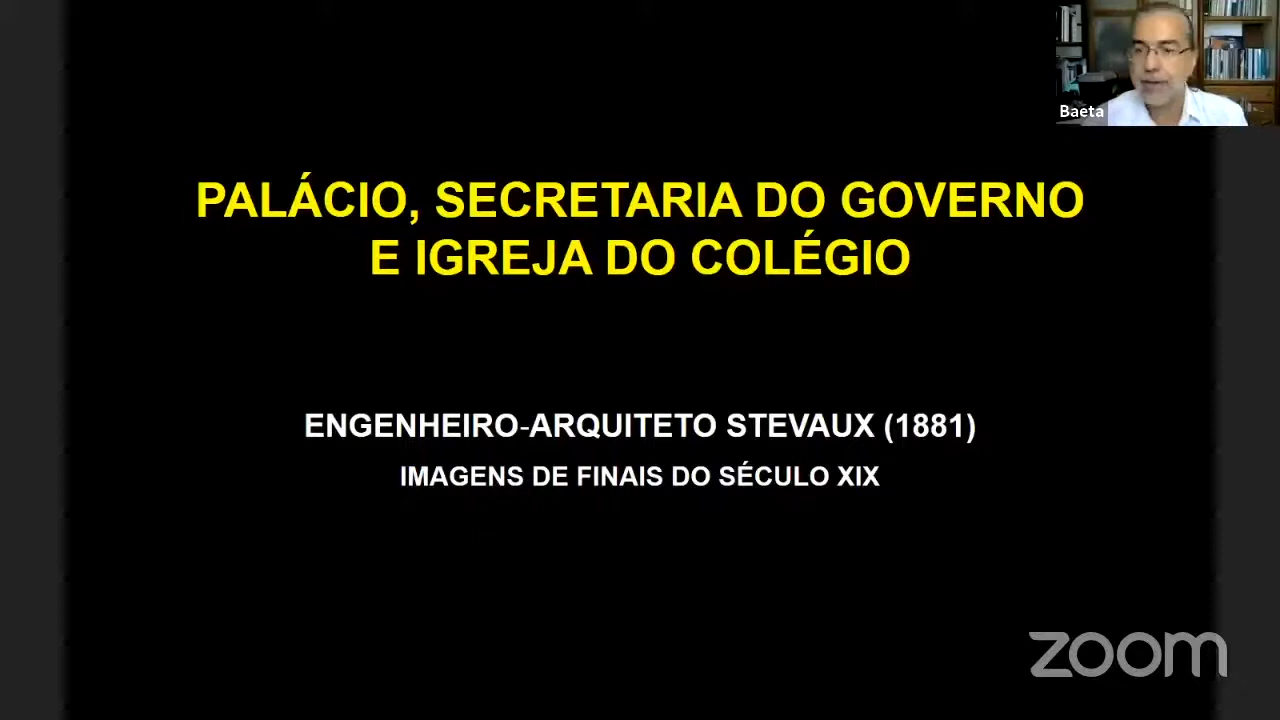 Baeta
PALÁCIO, SECRETARIA DO GOVERNO
E IGREJA DO COLÉGIO
ENGENHEIRO-ARQUITETO STEVAUX (1881)
IMAGENS DE FINAIS DO SÉCULO XIX
zoom